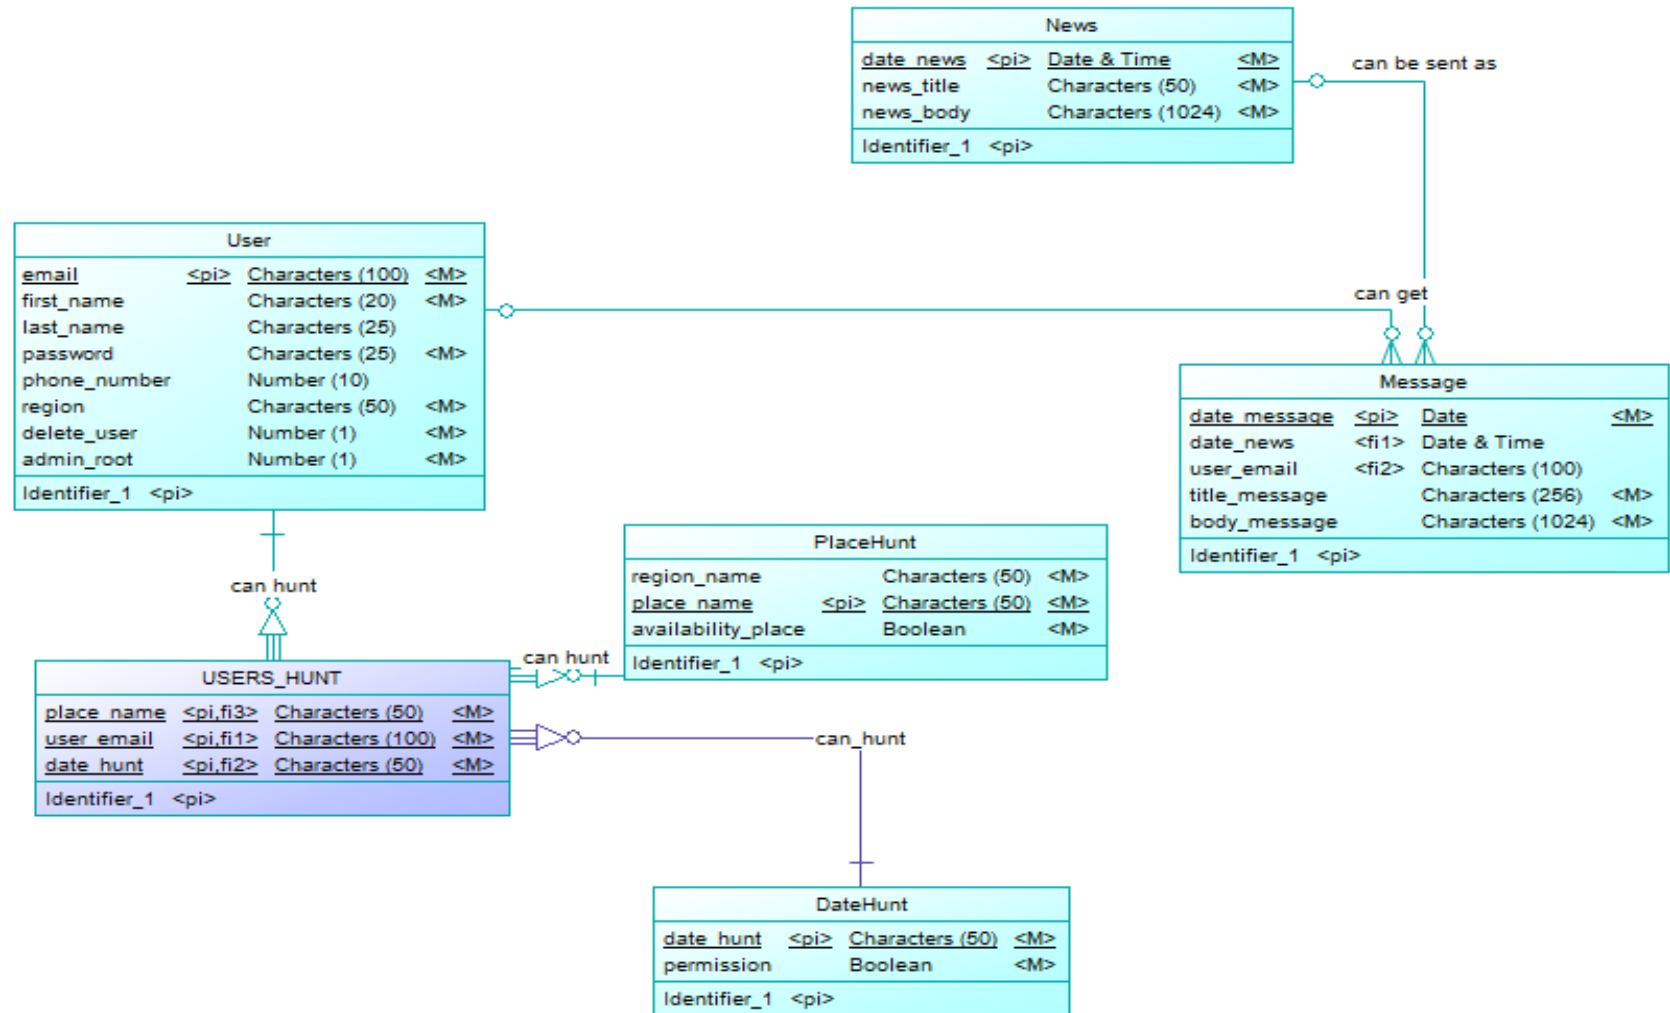 News
date_news <pi> Date & Time <M>
news_title Characters (50) <M>
news_body Characters (1024) <M>
Identifier_1 <pi>
can be sent as
User
email <pi> Characters (100) <M>
first_name Characters (20) <M>
last_name Characters (25)
password Characters (25) <M>
phone_number Number (10)
region Characters (50) <M>
delete_user Number (1) <M>
admin_root Number (1) <M>
Identifier_1 <pi>
can get
Message
date_message <pi> Date <M>
date_news <fi1> Date & Time
user_email <fi2> Characters (100)
title_message Characters (256) <M>
body_message Characters (1024) <M>
Identifier_1 <pi>
can hunt
PlaceHunt
region_name Characters (50) <M>
place_name <pi> Characters (50) <M>
availability_place Boolean <M>
Identifier_1 <pi>
can hunt
USERS_HUNT
place_name <pi,fi3> Characters (50) <M>
user_email <pi,fi1> Characters (100) <M>
date_hunt <pi,fi2> Characters (50) <M>
Identifier_1 <pi>
can_hunt
DateHunt
date_hunt <pi> Characters (50) <M>
permission Boolean <M>
Identifier_1 <pi>